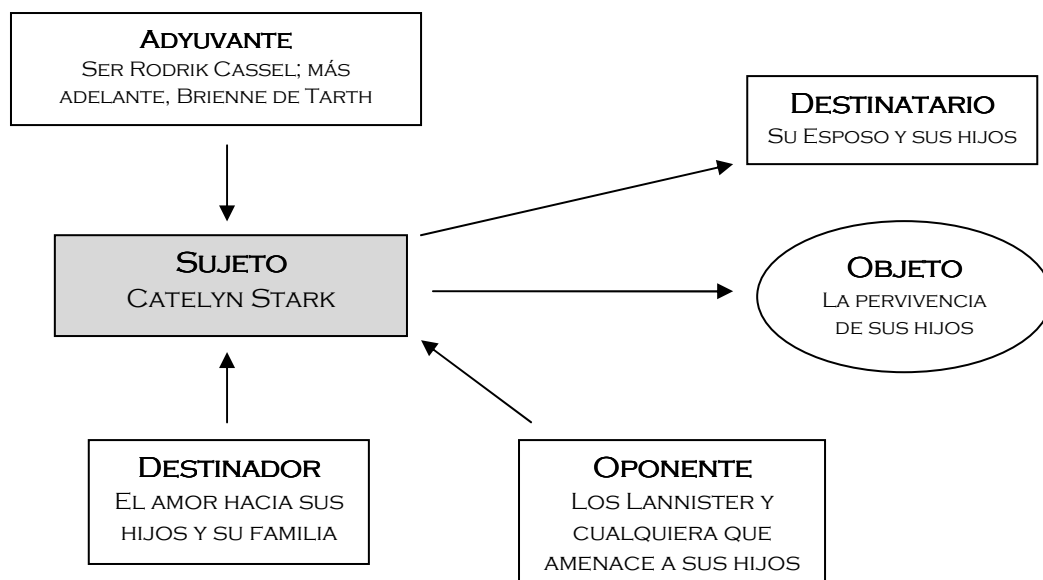 ADYUVANTE
SER RODRIK CASSEL; MÁS
ADELANTE, BRIENNE DE TARTH
DESTINATARIO
SU ESPOSO Y SUS HIJOS
SUJETO
CATELYN STARK
OBJETO
LA PERVIVENCIA
DE SUS HIJOS
DESTINADOR
EL AMOR HACIA SUS
HIJOS Y SU FAMILIA
OPONENTE
LOS LANNISTER Y
CUALQUIERA QUE
AMENACE A SUS HIJOS